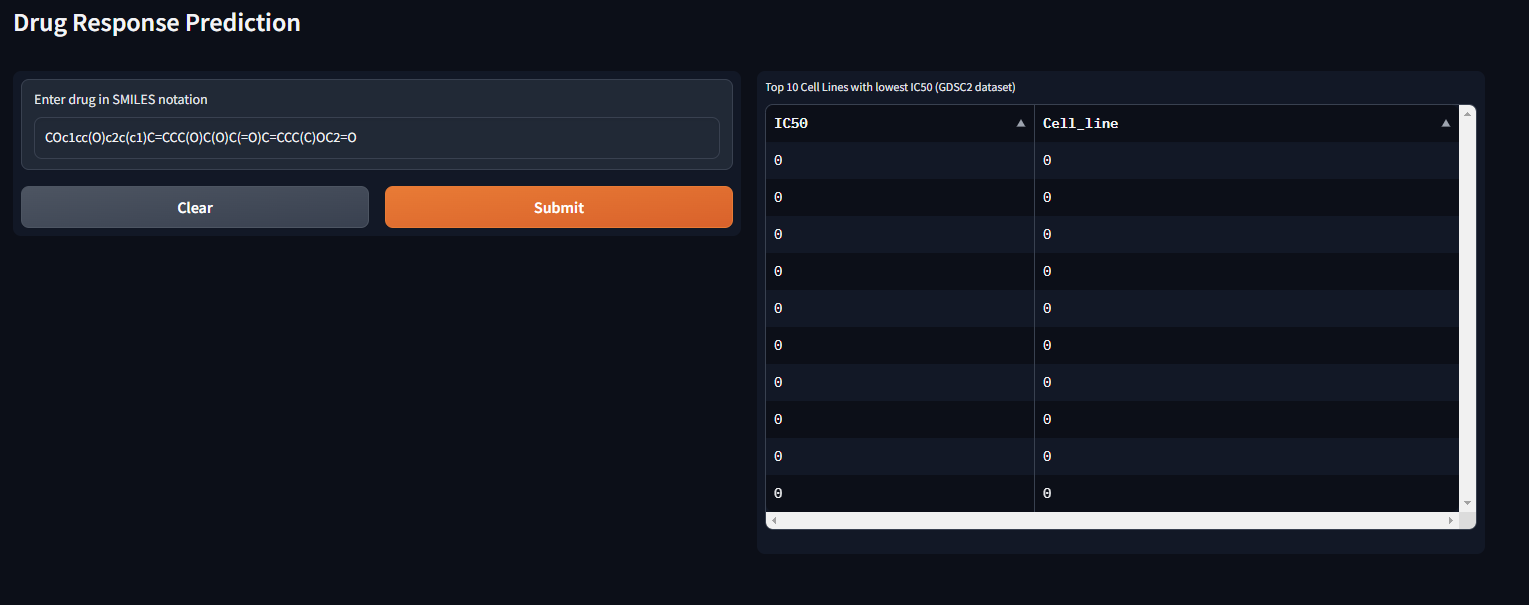 Drug Response Prediction
Enter drug in SMILES notation
COc1cc(O)c2c(c1)C=CCC(O)C(O)C(=O)C=CCC(C)OC2=O
Clear Submit
Top 10 Cell Lines with lowest IC50 (GDSC2 dataset)
IC50 Cell_line
0 0
0 0
0 0
0 0
0 0
0 0
0 0
0 0
0 0
0 0